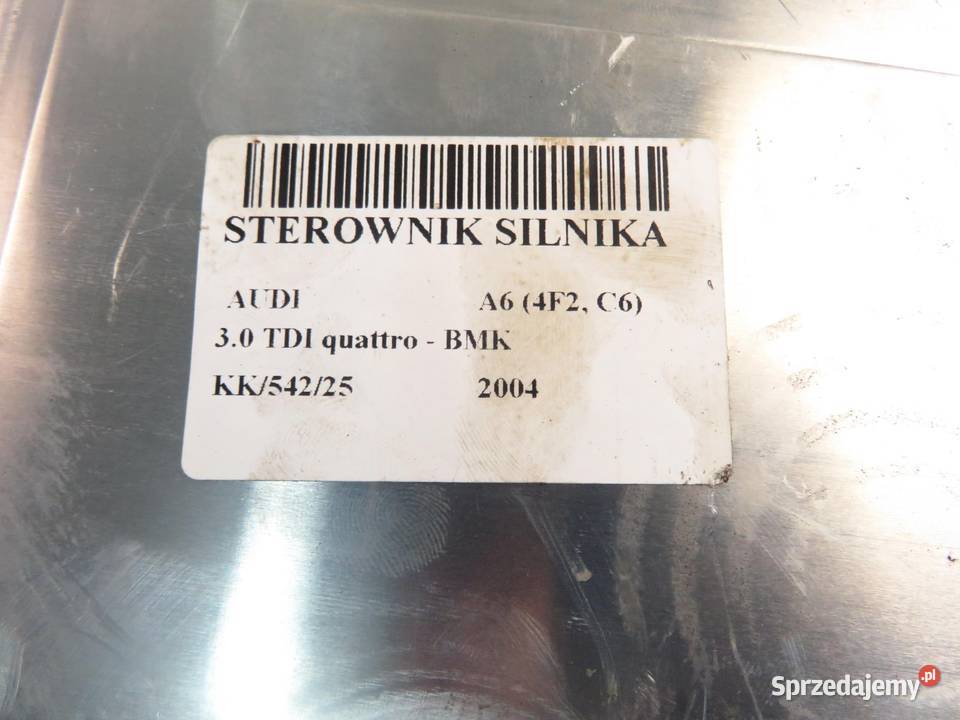 STEROWNIK SILNIKA
AUDI A6 (4F2, C6)
3.0 TDI quattro - BMK
KK/542/25 2004
Sprzedajemy.pl